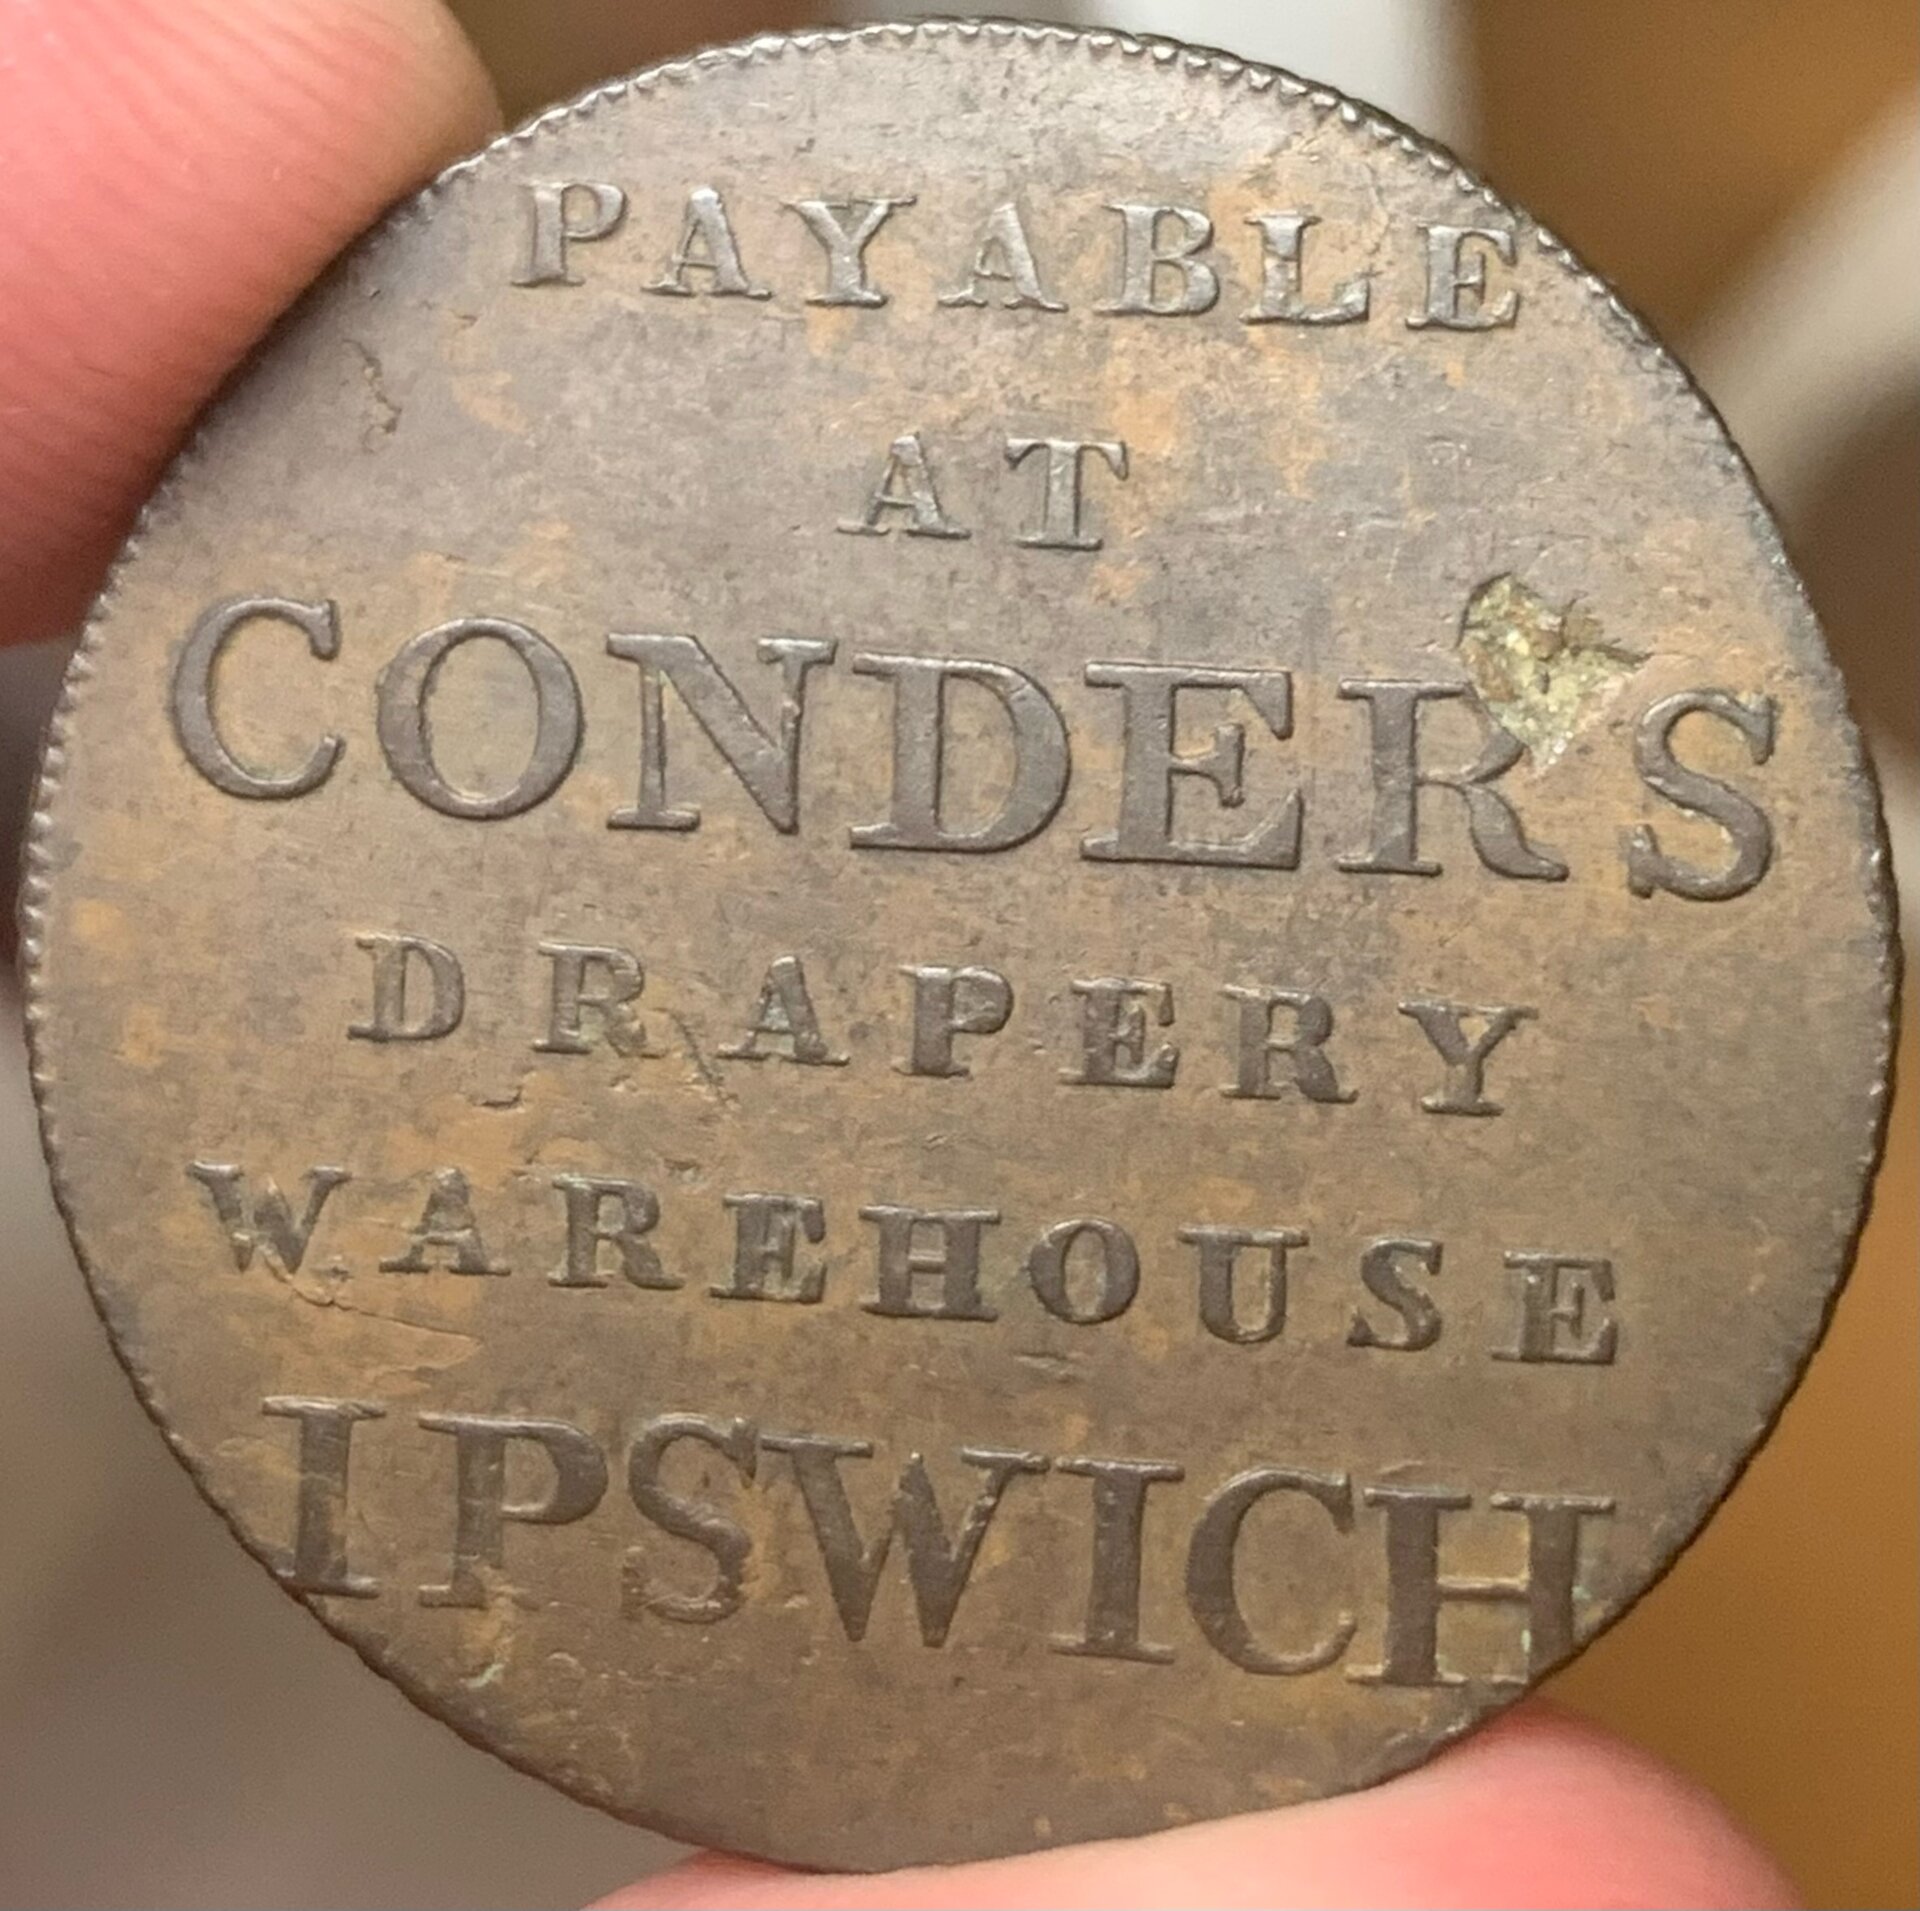 PAYABLE
AT
CONDER'S
DRAPERY
WAREHOUSE
IPSWICH